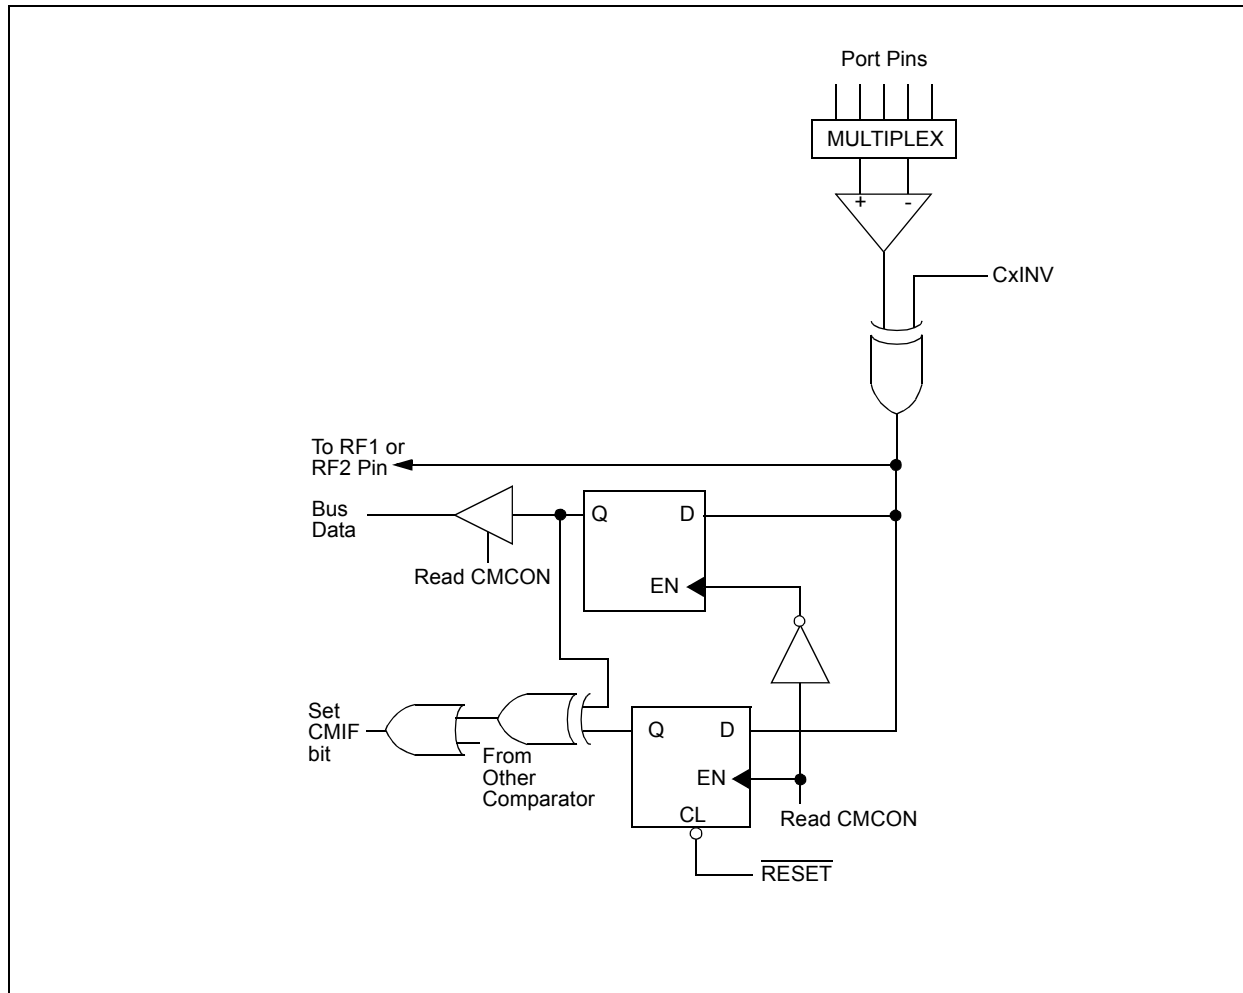 Port Pins
MULTIPLEX
+ -
CxINV
To RF1 or
RF2 Pin
Bus
Data
Q D
EN
Read CMCON
Set
CMIF
bit
From
Other
Comparator
Q D
EN
CL
Read CMCON
RESET